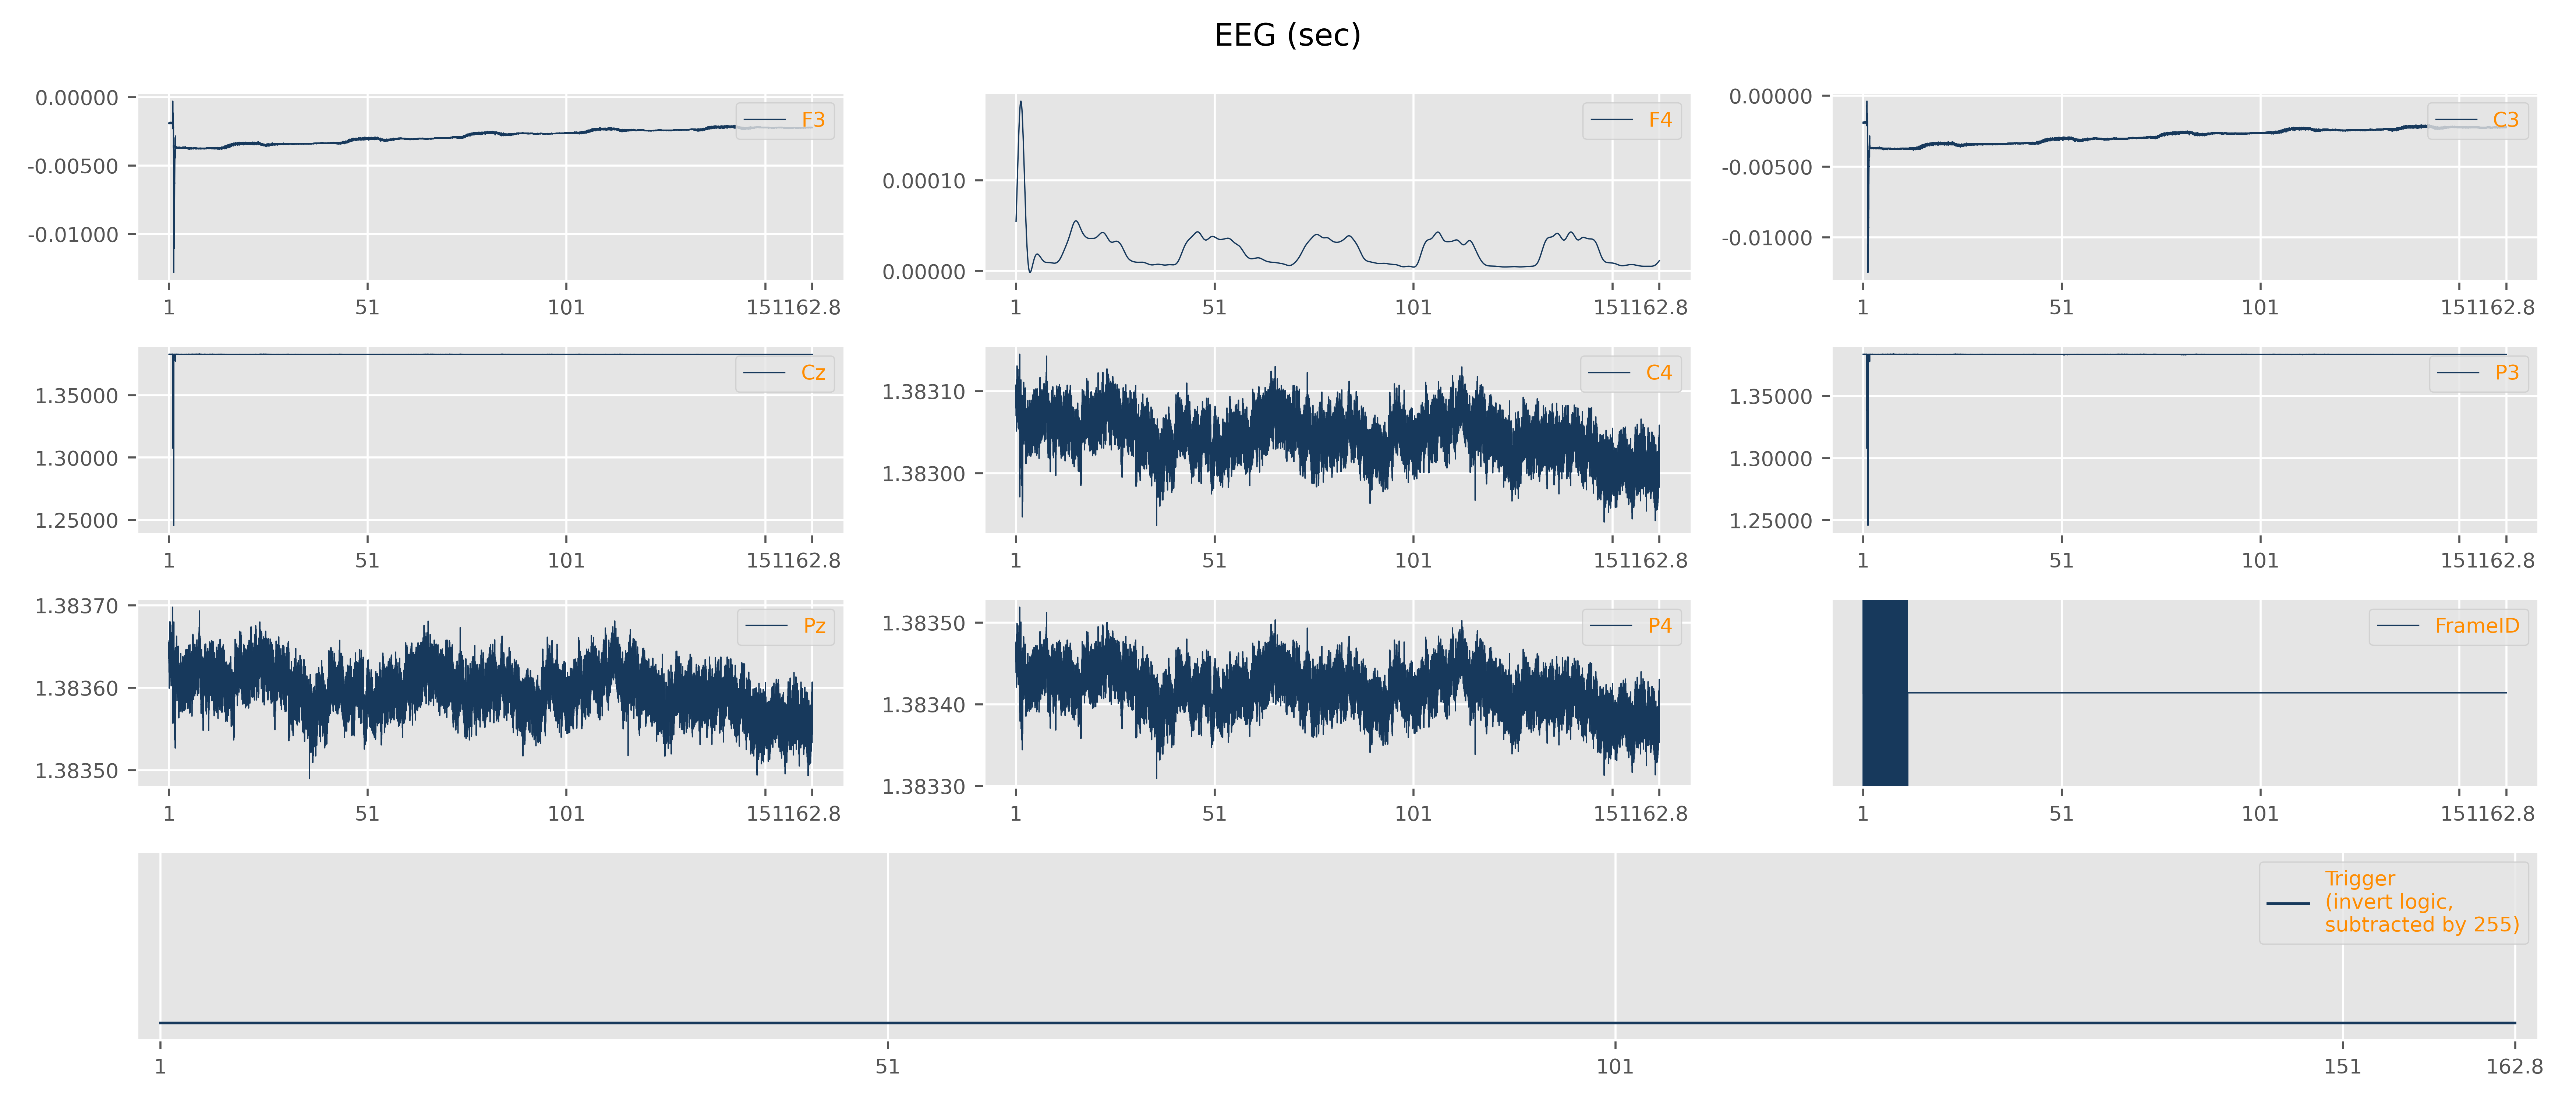 EEG (sec)
0.00000
-0.00500
-0.01000
F3
1 51 101 151 162.8
0.00010
0.00000
F4
1 51 101 151 162.8
0.00000
-0.00500
-0.01000
C3
1 51 101 151 162.8
1.35000
1.30000
1.25000
Cz
1 51 101 151 162.8
1.38310
1.38300
C4
1 51 101 151 162.8
1.35000
1.30000
1.25000
P3
1 51 101 151 162.8
1.38370
1.38360
1.38350
Pz
1 51 101 151 162.8
1.38350
1.38340
1.38330
P4
1 51 101 151 162.8
FrameID
1 51 101 151 162.8
Trigger
(invert logic,
subtracted by 255)
1 51 101 151 162.8